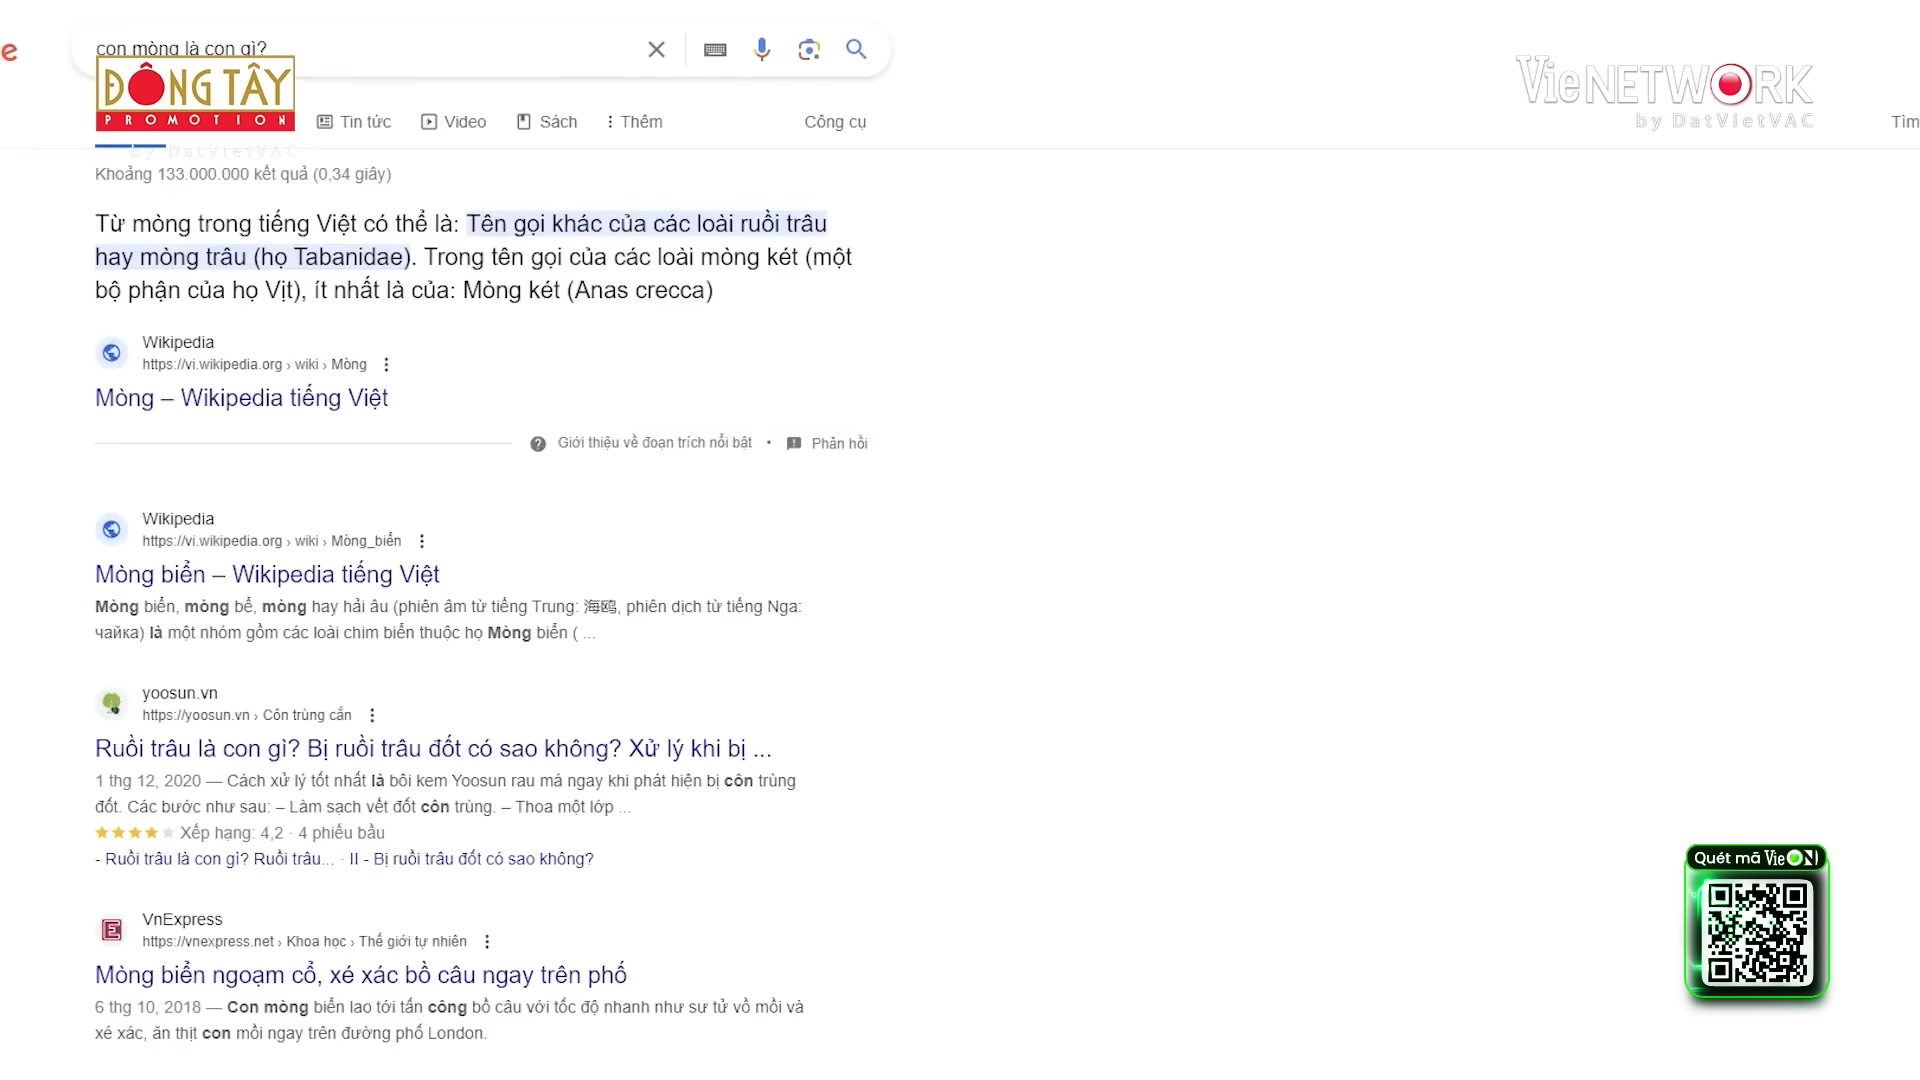 e
con mòng là con gì?
ĐÔNG TÂY
PROMOTION
by DatVietVAC
VieNETWORK
by DatVietVAC
Tin tức
Video
Sách
Thêm
Công cụ
Tìm
Khoảng 133.000.000 kết quả (0,34 giây)
Từ mòng trong tiếng Việt có thể là: Tên gọi khác của các loài ruồi trâu
hay mòng trâu (họ Tabanidae). Trong tên gọi của các loài mòng két (một
bộ phận của họ Vịt), ít nhất là của: Mòng két (Anas crecca)
Wikipedia
https://vi.wikipedia.org › wiki › Mòng
Mòng – Wikipedia tiếng Việt
Giới thiệu về đoạn trích nổi bật • Phản hồi
Wikipedia
https://vi.wikipedia.org › wiki › Mòng_biển
Mòng biển – Wikipedia tiếng Việt
Mòng biển, mòng bể, mòng hay hải âu (phiên âm từ tiếng Trung: 海鸥, phiên dịch từ tiếng Nga:
чайка) là một nhóm gồm các loài chim biển thuộc họ Mòng biển ( ...
yoosun.vn
https://yoosun.vn › Côn trùng cắn
Ruồi trâu là con gì? Bị ruồi trâu đốt có sao không? Xử lý khi bị ...
1 thg 12, 2020 — Cách xử lý tốt nhất là bôi kem Yoosun rau má ngay khi phát hiện bị côn trùng
đốt. Các bước như sau: – Làm sạch vết đốt côn trùng. – Thoa một lớp ...
Xếp hạng: 4,2 · 4 phiếu bầu
- Ruồi trâu là con gì? Ruồi trâu... · II - Bị ruồi trâu đốt có sao không?
VnExpress
https://vnexpress.net › Khoa học › Thế giới tự nhiên
Mòng biển ngoạm cổ, xé xác bồ câu ngay trên phố
6 thg 10, 2018 — Con mòng biển lao tới tấn công bồ câu với tốc độ nhanh như sư tử vồ mồi và
xé xác, ăn thịt con mồi ngay trên đường phố London.
Quét mã VieON